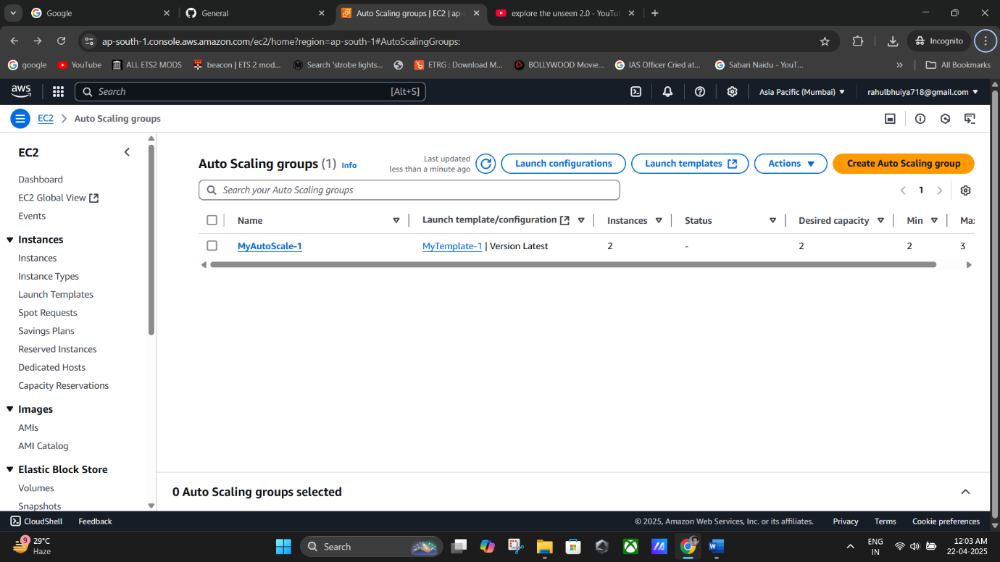 Google
General
Auto Scaling groups | EC2 | ap-s
explore the unseen 2.0 - YouTu
ap-south-1.console.aws.amazon.com/ec2/home?region=ap-south-1#AutoScalingGroups:
Incognito
google
YouTube
ALL ETS2 MODS
beacon | ETS 2 mod...
Search 'strobe lights...
ETRG : Download M...
BOLLYWOOD Movie...
IAS Officer Cried at...
Sabari Naidu - YouT...
All Bookmarks
aws
Search
[Alt+S]
Asia Pacific (Mumbai)
rahulbhuiya718@gmail.com
EC2
Auto Scaling groups
EC2
Dashboard
EC2 Global View
Events
Instances
Instances
Instance Types
Launch Templates
Spot Requests
Savings Plans
Reserved Instances
Dedicated Hosts
Capacity Reservations
Images
AMIs
AMI Catalog
Elastic Block Store
Volumes
Snapshots
Auto Scaling groups (1) Info
Last updated
less than a minute ago
Launch configurations
Launch templates
Actions
Create Auto Scaling group
Search your Auto Scaling groups
1
Name
Launch template/configuration
Instances
Status
Desired capacity
Min
Max
MyAutoScale-1
MyTemplate-1 | Version Latest
2
-
2
2
3
0 Auto Scaling groups selected
CloudShell
Feedback
© 2025, Amazon Web Services, Inc. or its affiliates.
Privacy
Terms
Cookie preferences
9
29°C
Haze
Search
ENG
IN
12:03 AM
22-04-2025